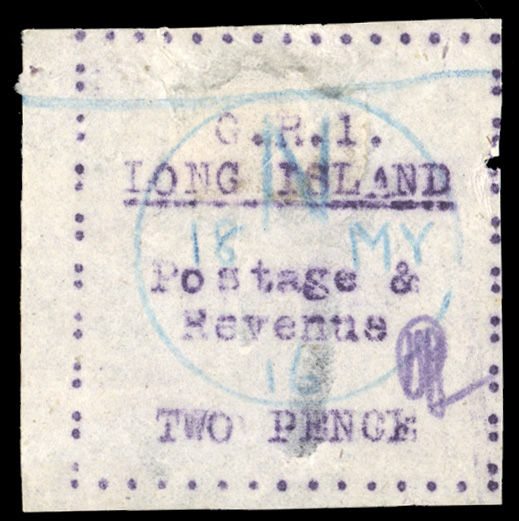 G.R.I.
LONG ISLAND
N
18 MY
Postage &
Revenue
16
TWO PENCE